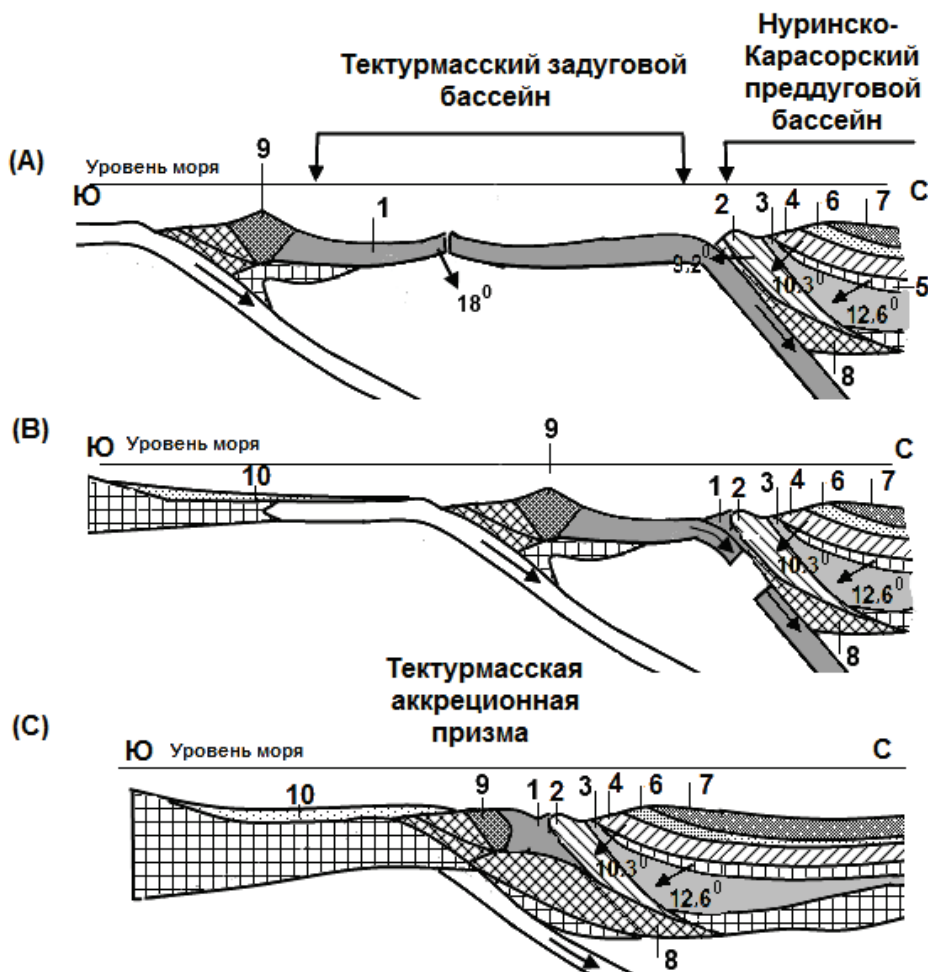 Тектурмасский задуговой
бассейн
Нуринско-
Карасорский
преддуговой
бассейн
(A)
Уровень моря
Ю
С
9
1
2
3
4
6
7
18⁰
9,2⁰
10,3⁰
12,6⁰
5
8
(B)
Ю
Уровень моря
С
9
10
1
2
3
4
6
7
10,3⁰
12,6⁰
8
Тектурмасская
аккреционная
призма
(C)
Ю
Уровень моря
С
10
9
1
2
3
4
6
7
10,3⁰
12,6⁰
8